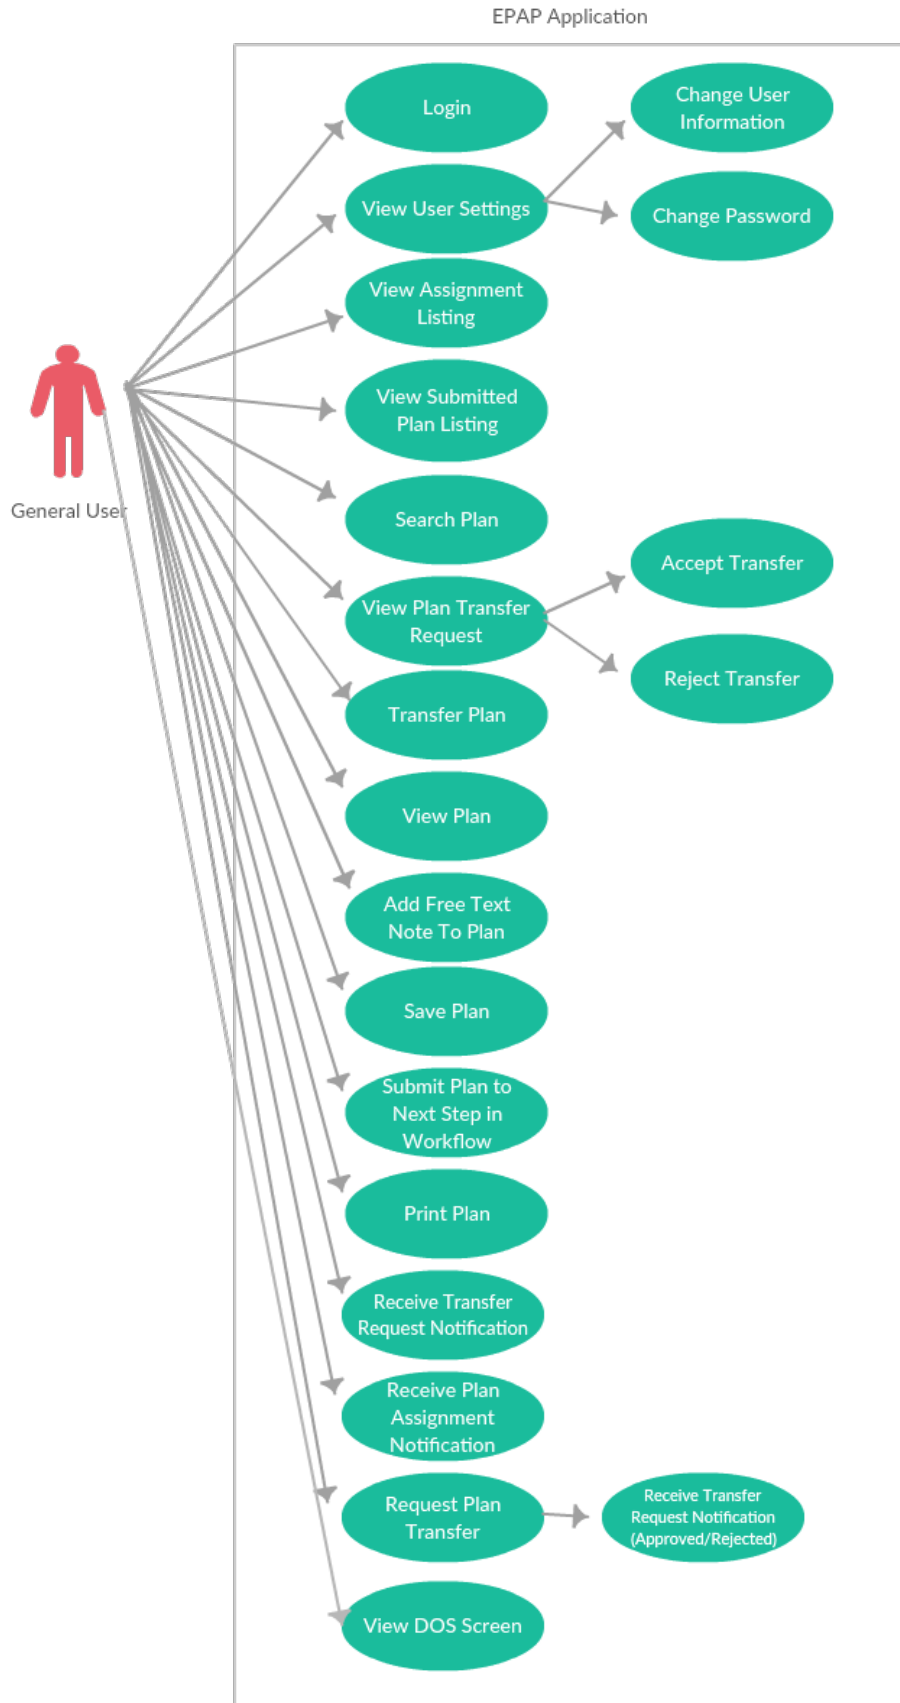 EPAP Application
Login
Change User
Information
View User Settings
Change Password
View Assignment
Listing
View Submitted
Plan Listing
General User
Search Plan
Accept Transfer
View Plan Transfer
Request
Reject Transfer
Transfer Plan
View Plan
Add Free Text
Note To Plan
Save Plan
Submit Plan to
Next Step in
Workflow
Print Plan
Receive Transfer
Request Notification
Receive Plan
Assignment
Notification
Request Plan
Transfer
Receive Transfer
Request Notification
(Approved/Rejected)
View DOS Screen